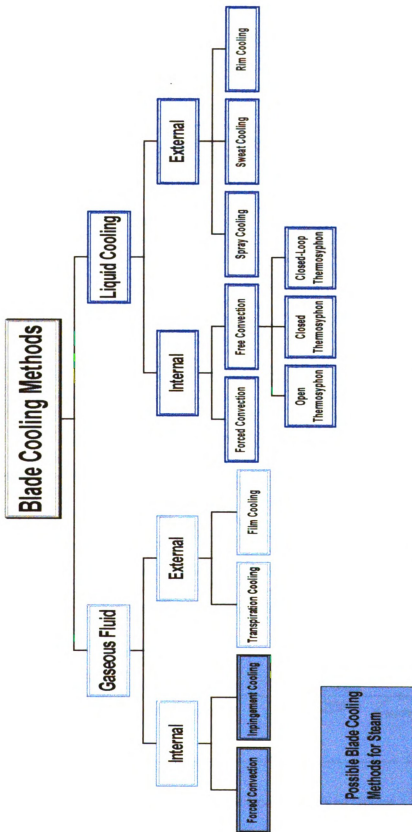 Blade Cooling Methods
Gaseous Fluid
Liquid Cooling
Internal
External
Internal
External
Forced Convection
Impingement Cooling
Transpiration Cooling
Film Cooling
Forced Convection
Free Convection
Spray Cooling
Sweat Cooling
Rim Cooling
Open
Thermosyphon
Closed
Thermosyphon
Closed-Loop
Thermosyphon
Possible Blade Cooling
Methods for Steam